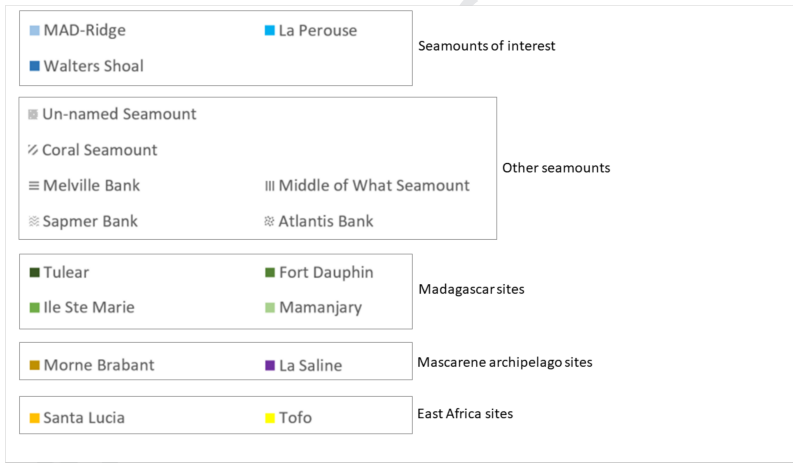 MAD-Ridge La Perouse
Walters Shoal
Seamounts of interest
Un-named Seamount
Coral Seamount
Melville Bank Middle of What Seamount
Sapmer Bank Atlantis Bank
Other seamounts
Tulear Fort Dauphin
Ile Ste Marie Mamanjary
Madagascar sites
Morne Brabant La Saline
Mascarene archipelago sites
Santa Lucia Tofo
East Africa sites